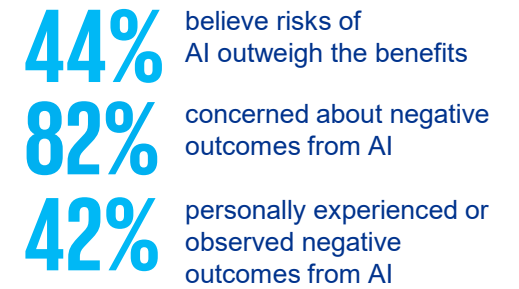 44%
believe risks of
AI outweigh the benefits
82%
concerned about negative
outcomes from AI
42%
personally experienced or
observed negative
outcomes from AI